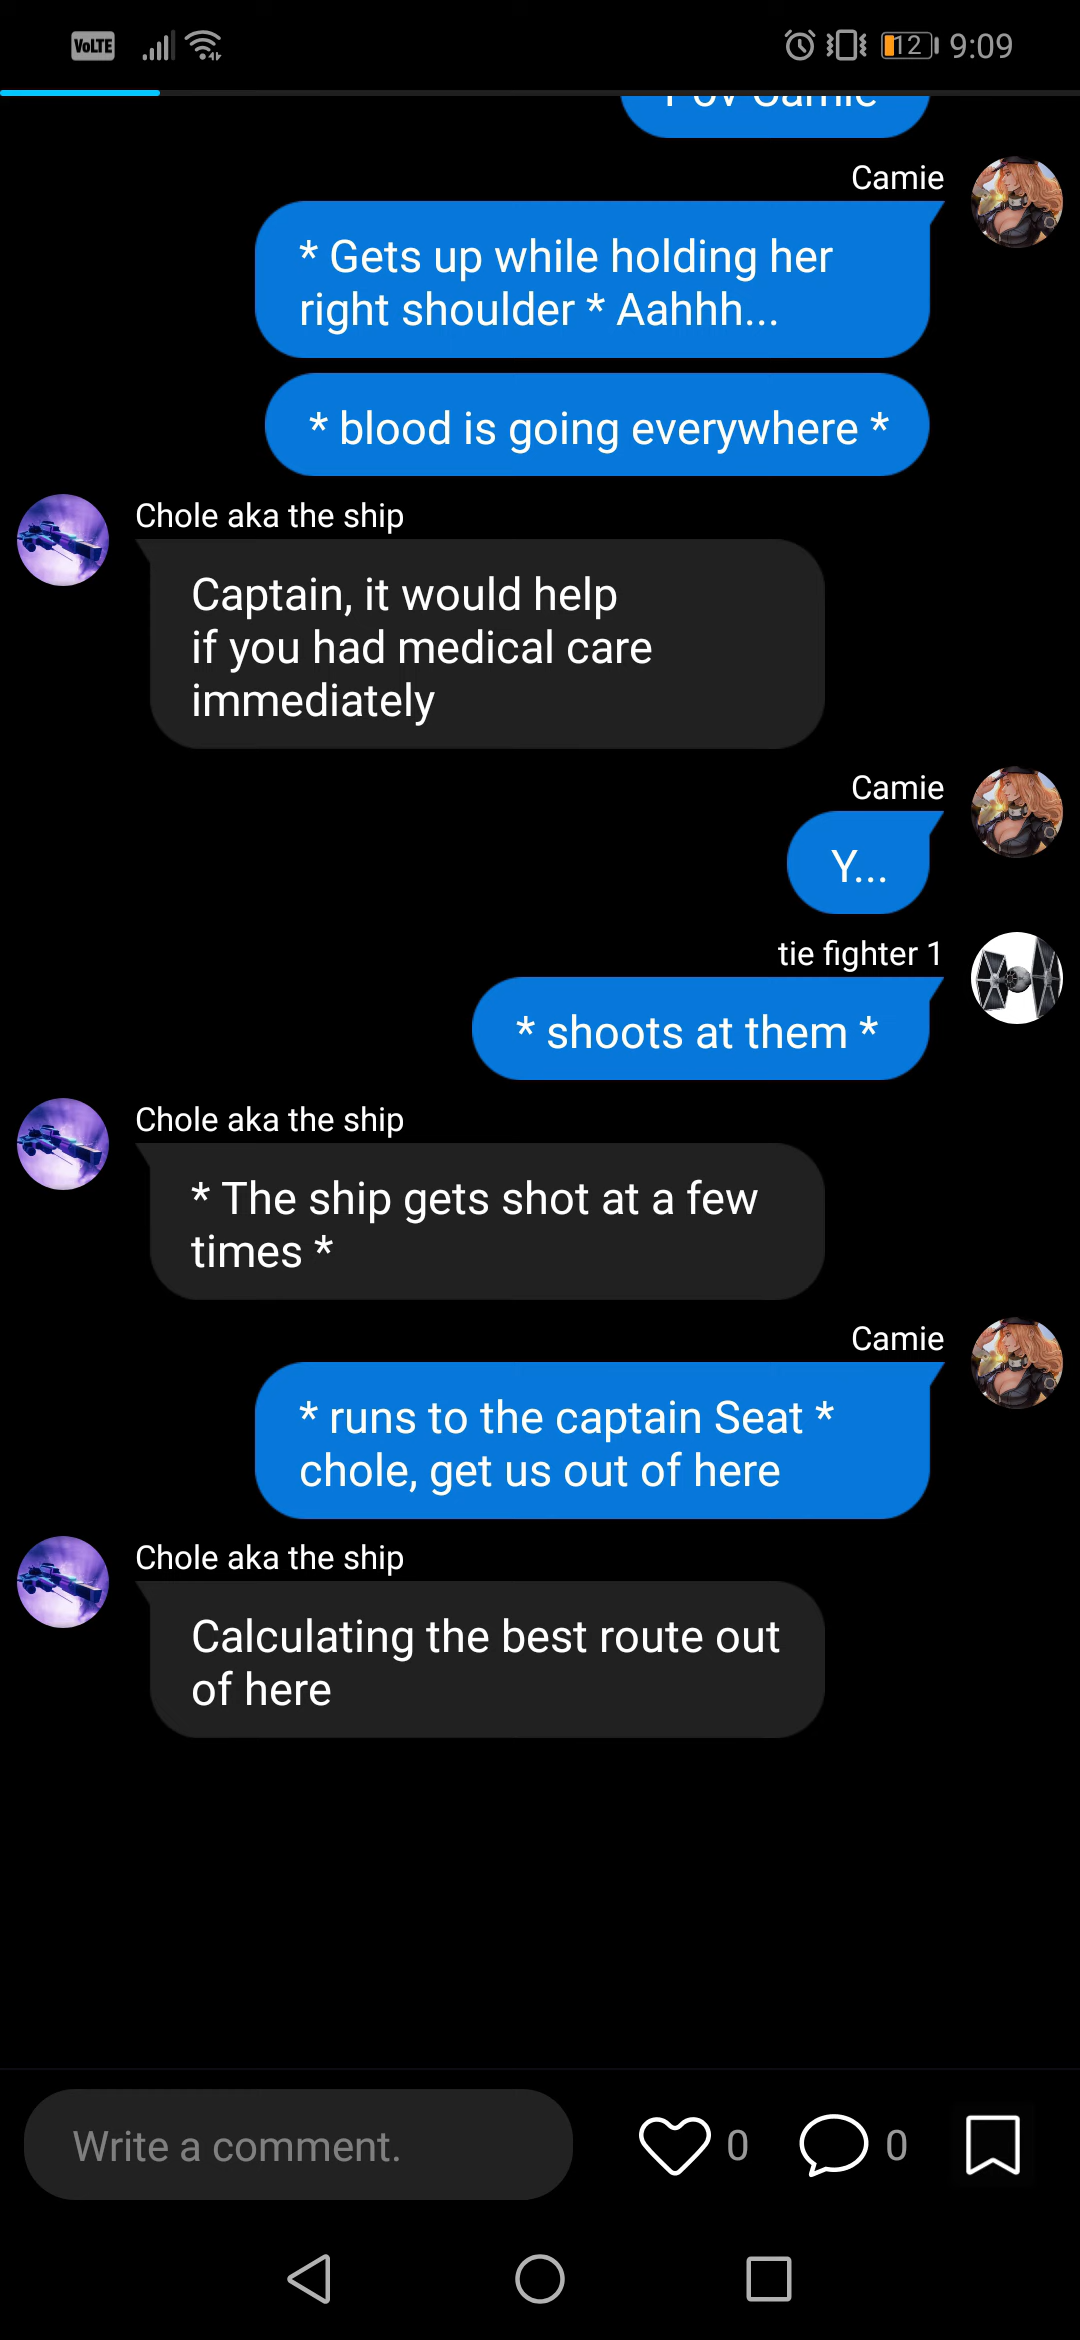 VoLTE
12
9:09
Pov Camie
Camie
* Gets up while holding her
right shoulder * Aahhh...
* blood is going everywhere *
Chole aka the ship
Captain, it would help
if you had medical care
immediately
Camie
Y...
tie fighter 1
* shoots at them *
Chole aka the ship
* The ship gets shot at a few
times *
Camie
* runs to the captain Seat *
chole, get us out of here
Chole aka the ship
Calculating the best route out
of here
Write a comment.
0
0